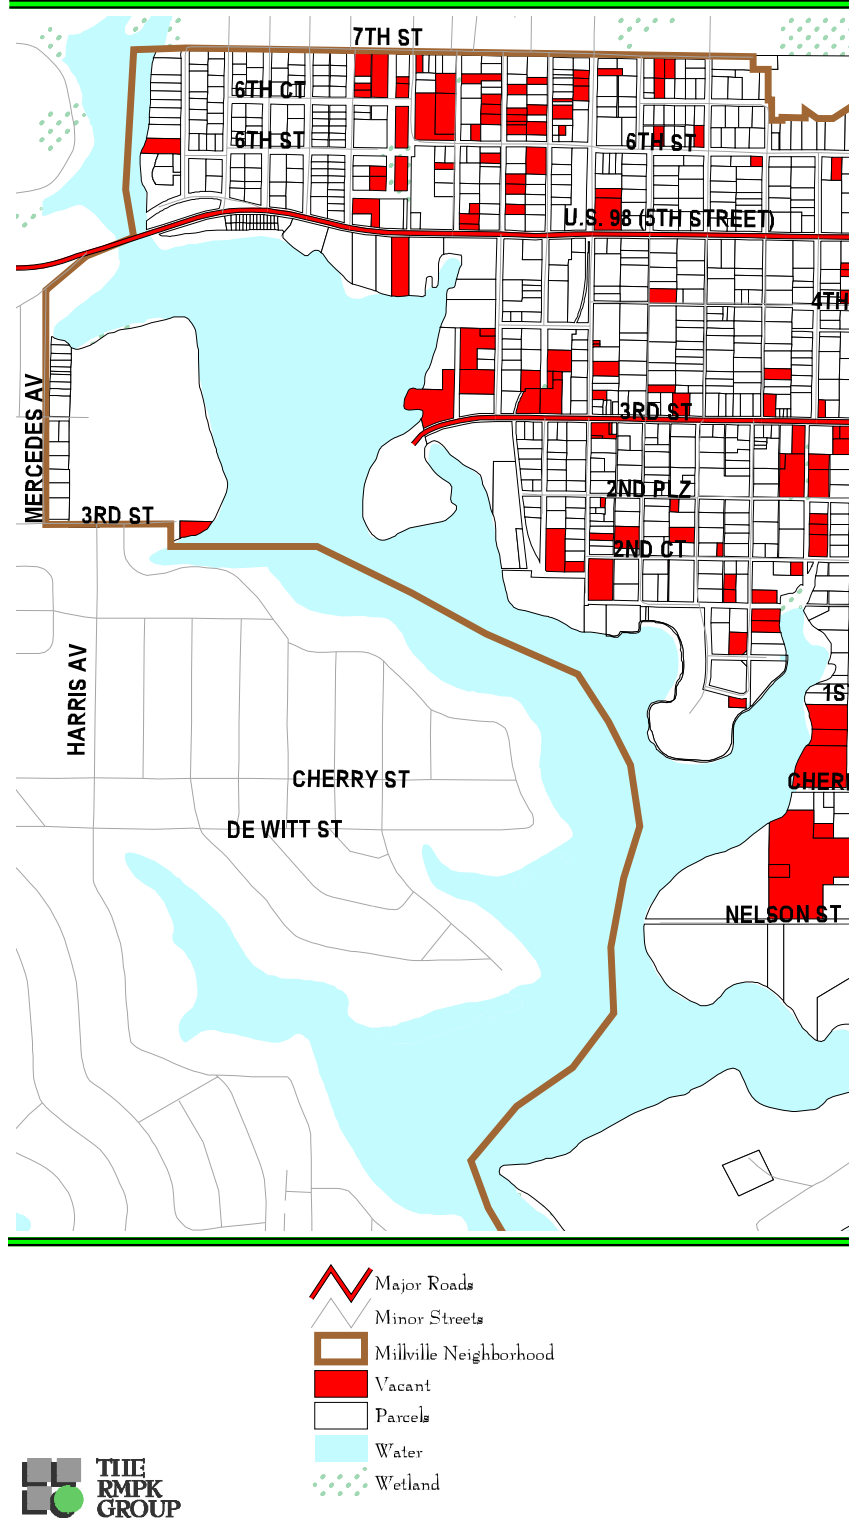 7TH ST
6TH CT
6TH ST
6TH ST
U.S. 98 (5TH STREET)
4TH
MERCEDES AV
3RD ST
2ND PLZ
3RD ST
2ND CT
HARRIS AV
1S
CHERRY ST
CHER
DE WITT ST
NELSON ST
Major Roads
Minor Streets
Millville Neighborhood
Vacant
Parcels
Water
Wetland
THE
RMPK
GROUP